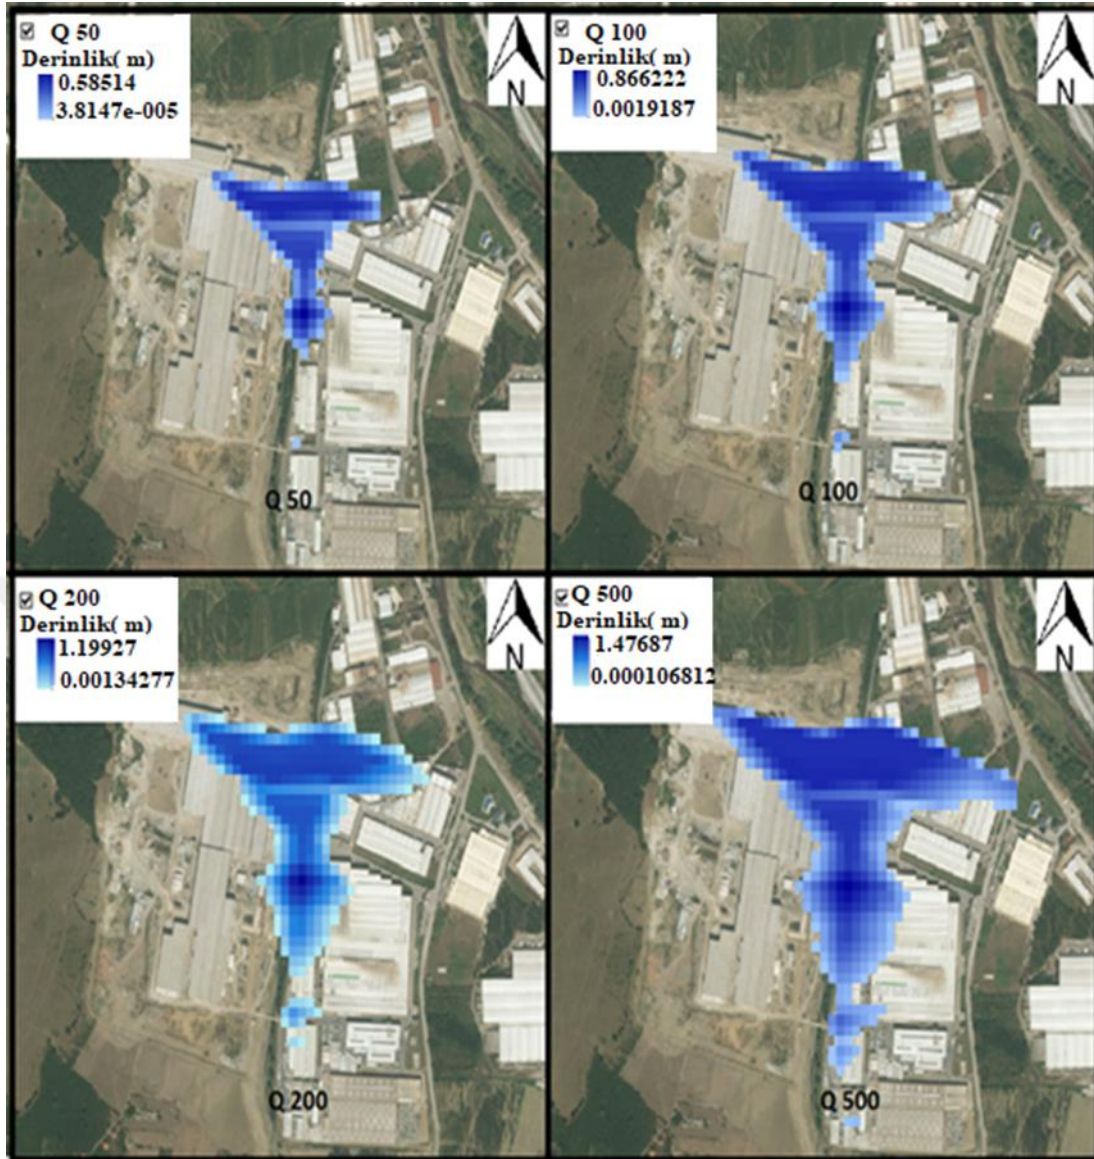 Q 50
Derinlik( m)
0.58514
3.8147e-005
N
Q 50
Q 100
Derinlik( m)
0.866222
0.0019187
N
Q 100
Q 200
Derinlik( m)
1.19927
0.00134277
N
Q 200
Q 500
Derinlik( m)
1.47687
0.000106812
N
Q 500